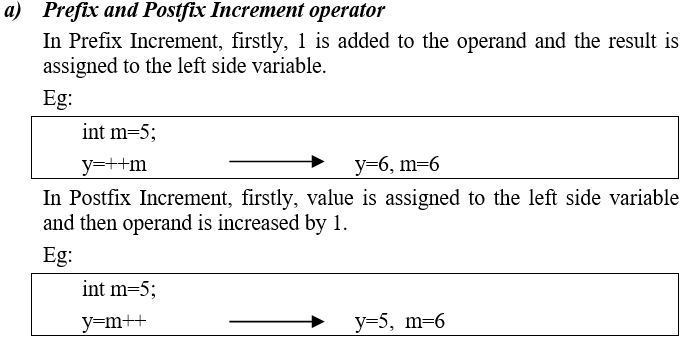 a) Prefix and Postfix Increment operator
In Prefix Increment, firstly, 1 is added to the operand and the result is
assigned to the left side variable.
Eg:
int m=5;
y=++m y=6, m=6
In Postfix Increment, firstly, value is assigned to the left side variable
and then operand is increased by 1.
Eg:
int m=5;
y=m++ y=5, m=6